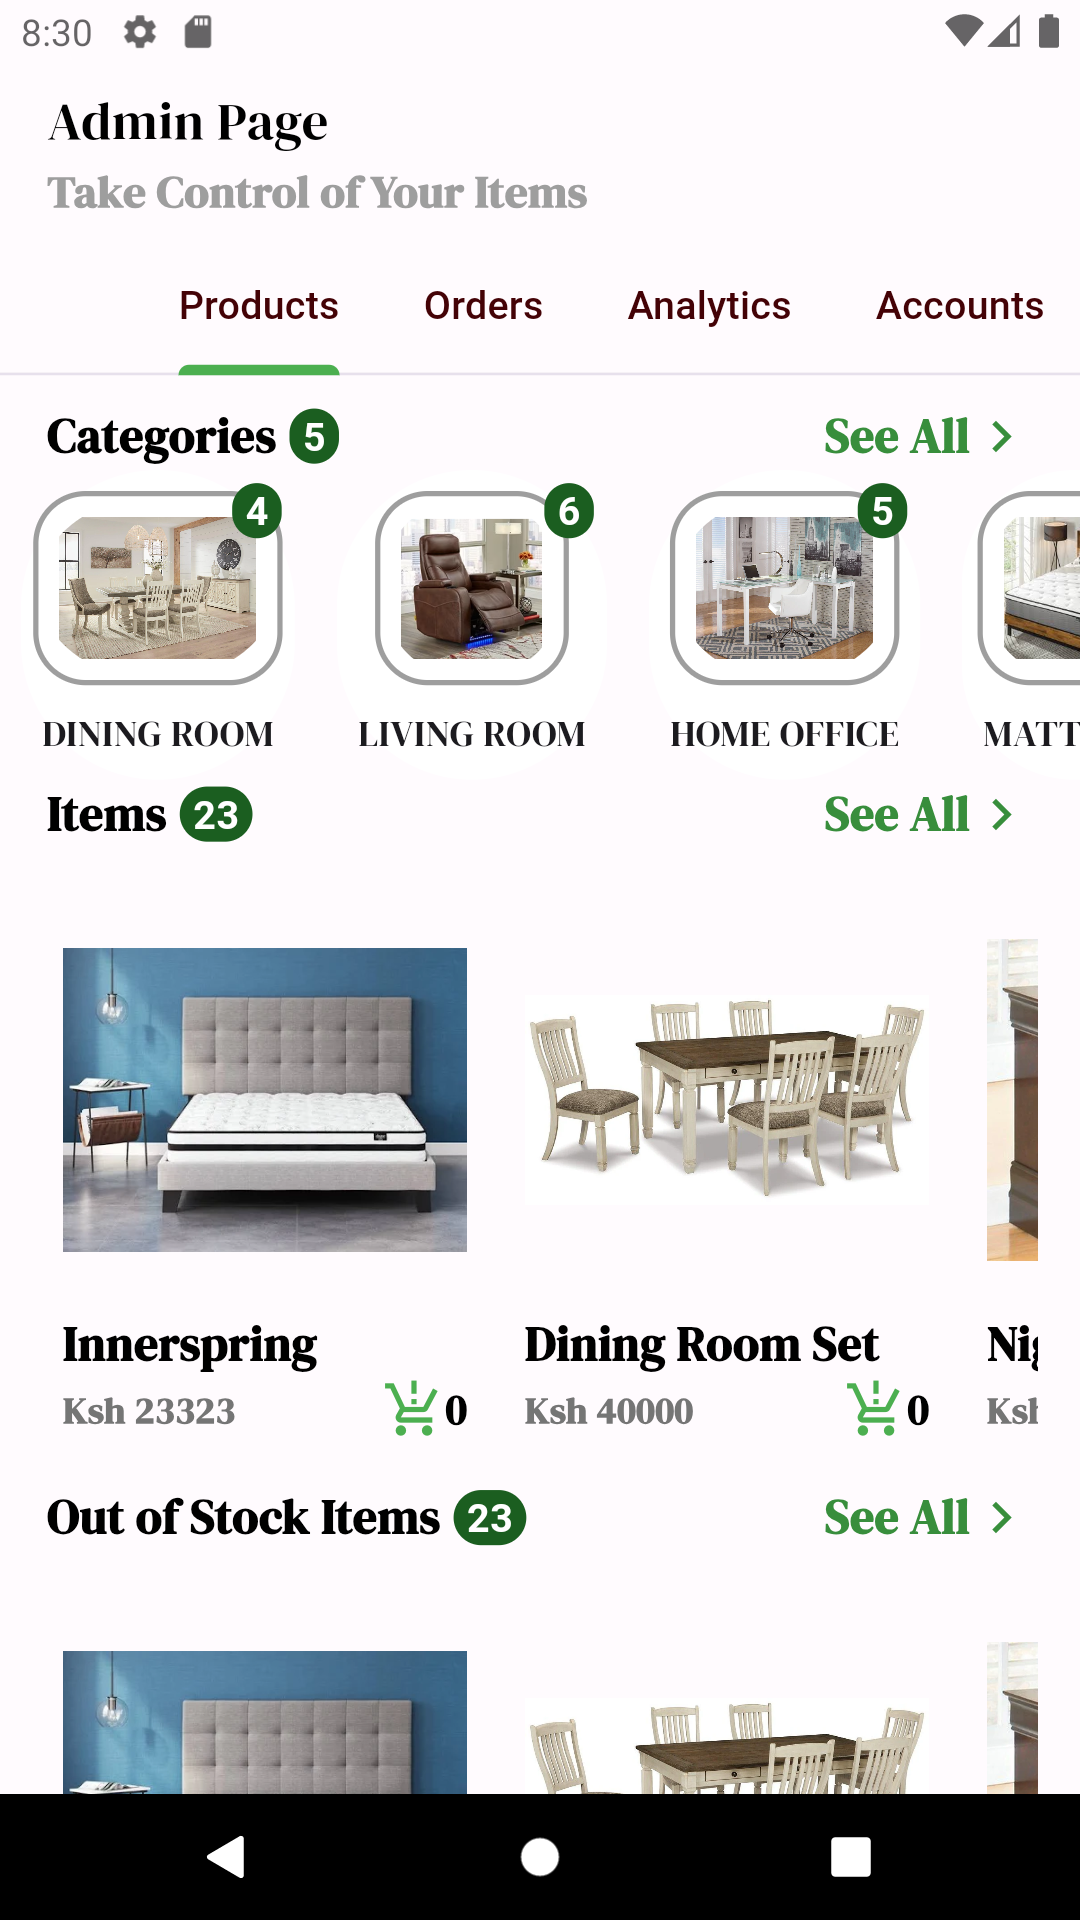 8:30
Admin Page
Take Control of Your Items
Products Orders Analytics Accounts
Categories 5 See All
4 6 5
DINING ROOM LIVING ROOM HOME OFFICE MATT
Items 23 See All
Innerspring Dining Room Set Nig
Ksh 23323 0 Ksh 40000 0 Ksh
Out of Stock Items 23 See All